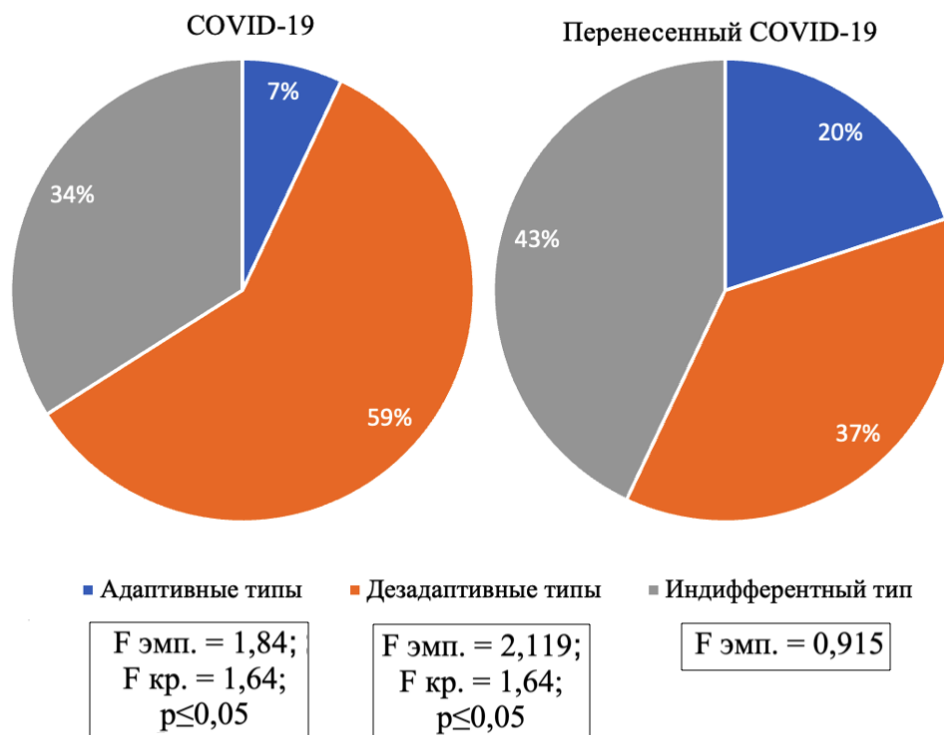 COVID-19
Перенесенный COVID-19
7%
34%
59%
20%
43%
37%
Адаптивные типы
Дезадаптивные типы
Индифферентный тип
F эмп. = 1,84;
F кр. = 1,64;
p≤0,05
F эмп. = 2,119;
F кр. = 1,64;
p≤0,05
F эмп. = 0,915